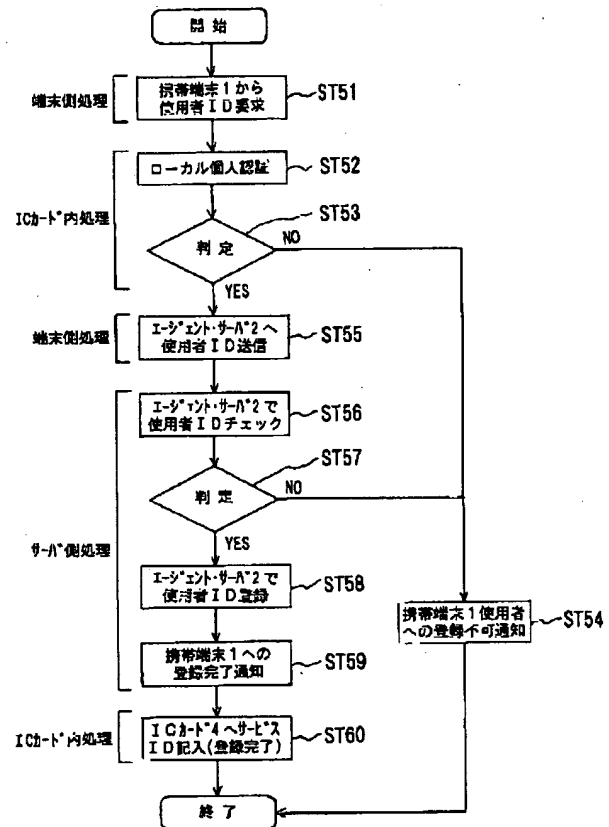 開始
端末側処理
携帯端末1から
使用者ID要求
ST51
ICカード内処理
ローカル個人認証
ST52
ST53
判定
NO
YES
端末側処理
エージェント・サーバ2へ
使用者ID送信
ST55
サーバ側処理
エージェント・サーバ2で
使用者IDチェック
ST56
ST57
判定
NO
YES
エージェント・サーバ2で
使用者ID登録
ST58
携帯端末1使用者
への登録不可通知
ST54
携帯端末1への
登録完了通知
ST59
ICカード内処理
ICカード4へサービス
ID記入(登録完了)
ST60
終了